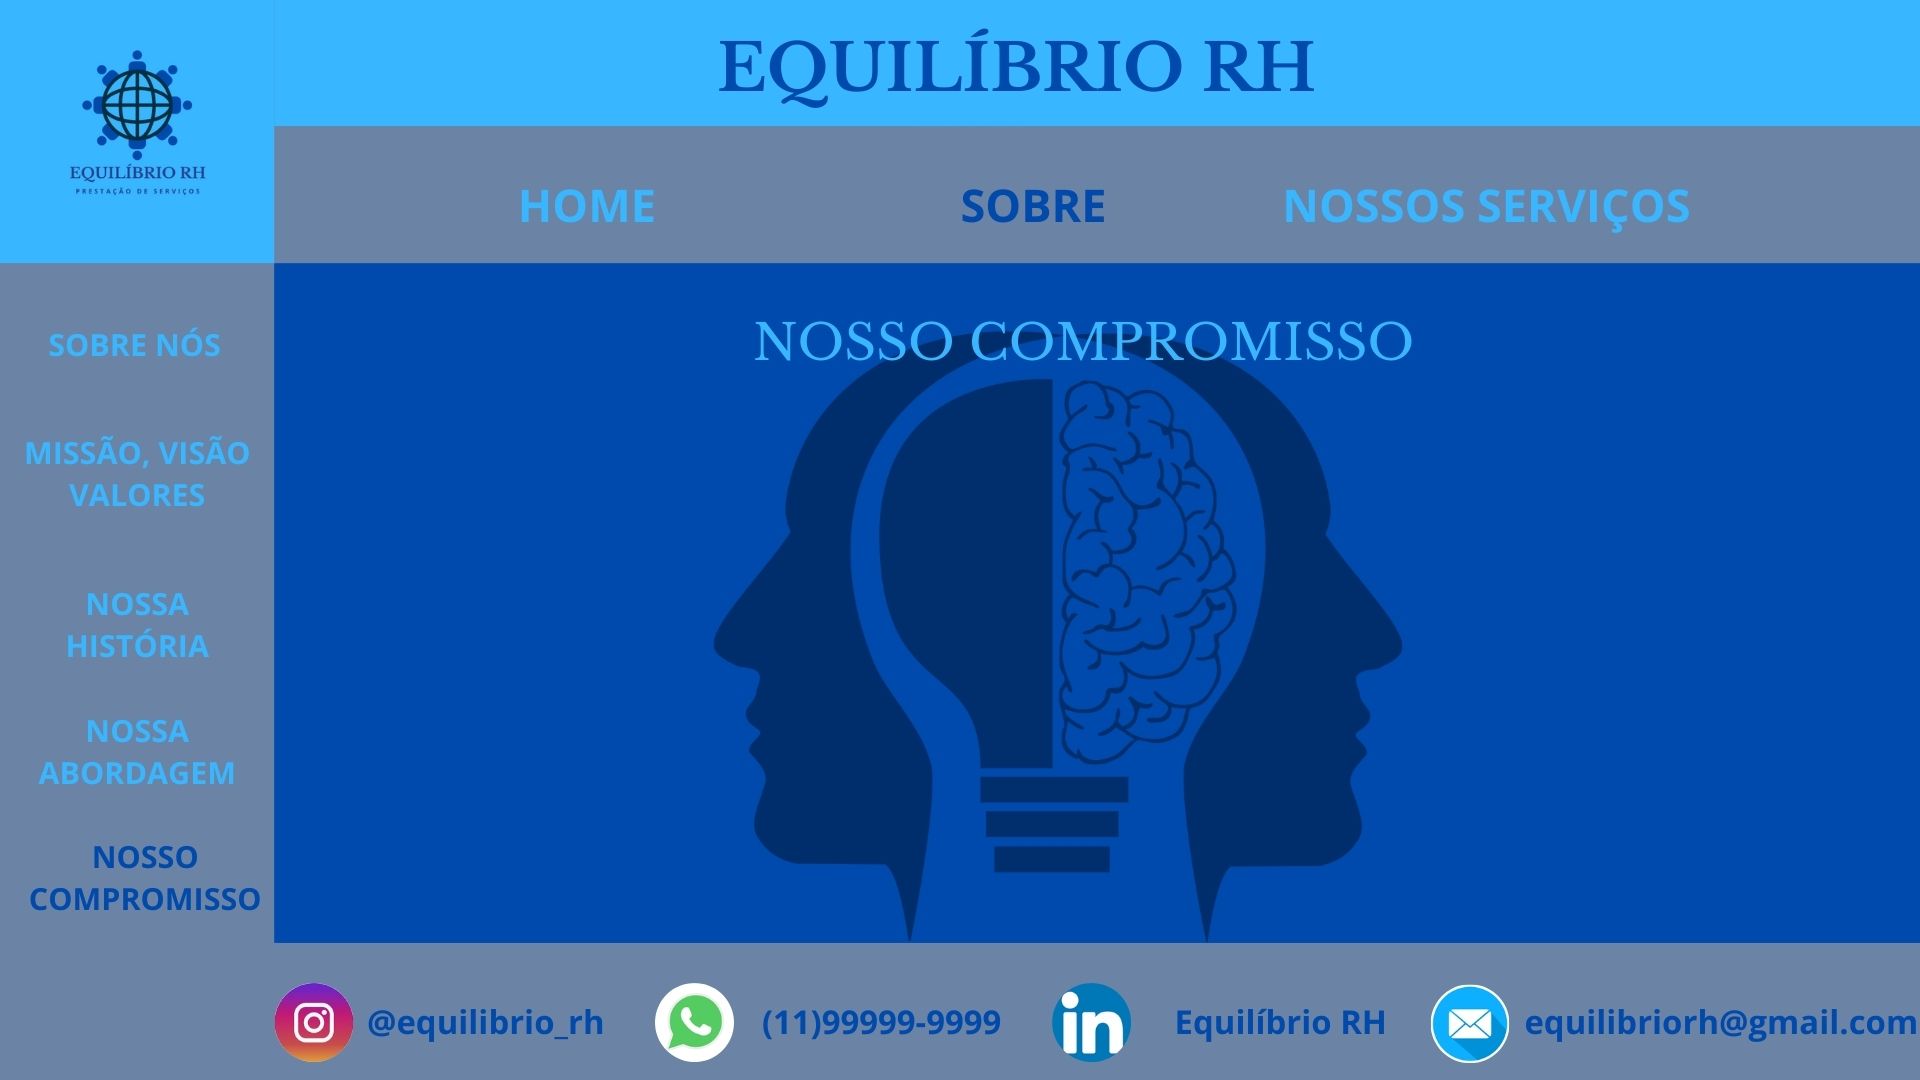 EQUILÍBRIO RH
EQUILÍBRIO RH
PRESTAÇÃO DE SERVIÇOS
HOME
SOBRE
NOSSOS SERVIÇOS
SOBRE NÓS
MISSÃO, VISÃO
VALORES
NOSSA
HISTÓRIA
NOSSA
ABORDAGEM
NOSSO
COMPROMISSO
NOSSO COMPROMISSO
@equilibrio_rh
(11)99999-9999
in
Equilíbrio RH
equilibriorh@gmail.com